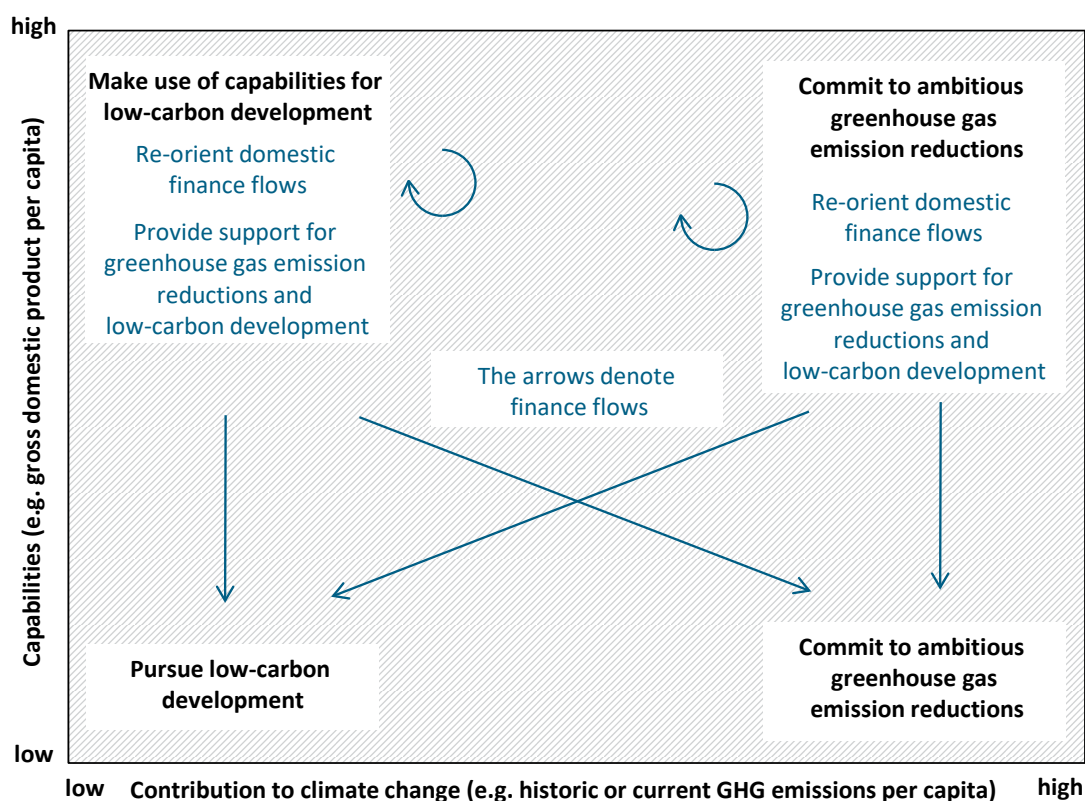 high
Capabilities (e.g. gross domestic product per capita)
Make use of capabilities for
low-carbon development
Re-orient domestic
finance flows
Provide support for
greenhouse gas emission
reductions and
low-carbon development
Commit to ambitious
greenhouse gas
emission reductions
Re-orient domestic
finance flows
Provide support for
greenhouse gas emission
reductions and
low-carbon development
The arrows denote
finance flows
Pursue low-carbon
development
Commit to ambitious
greenhouse gas
emission reductions
low
low
Contribution to climate change (e.g. historic or current GHG emissions per capita)
high